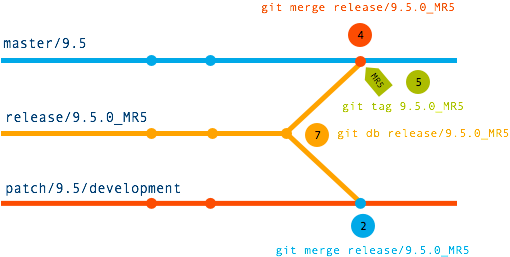 git merge release/9.5.0_MR5
4
master/9.5
MR5
5
git tag 9.5.0_MR5
release/9.5.0_MR5
7
git db release/9.5.0_MR5
patch/9.5/development
2
git merge release/9.5.0_MR5